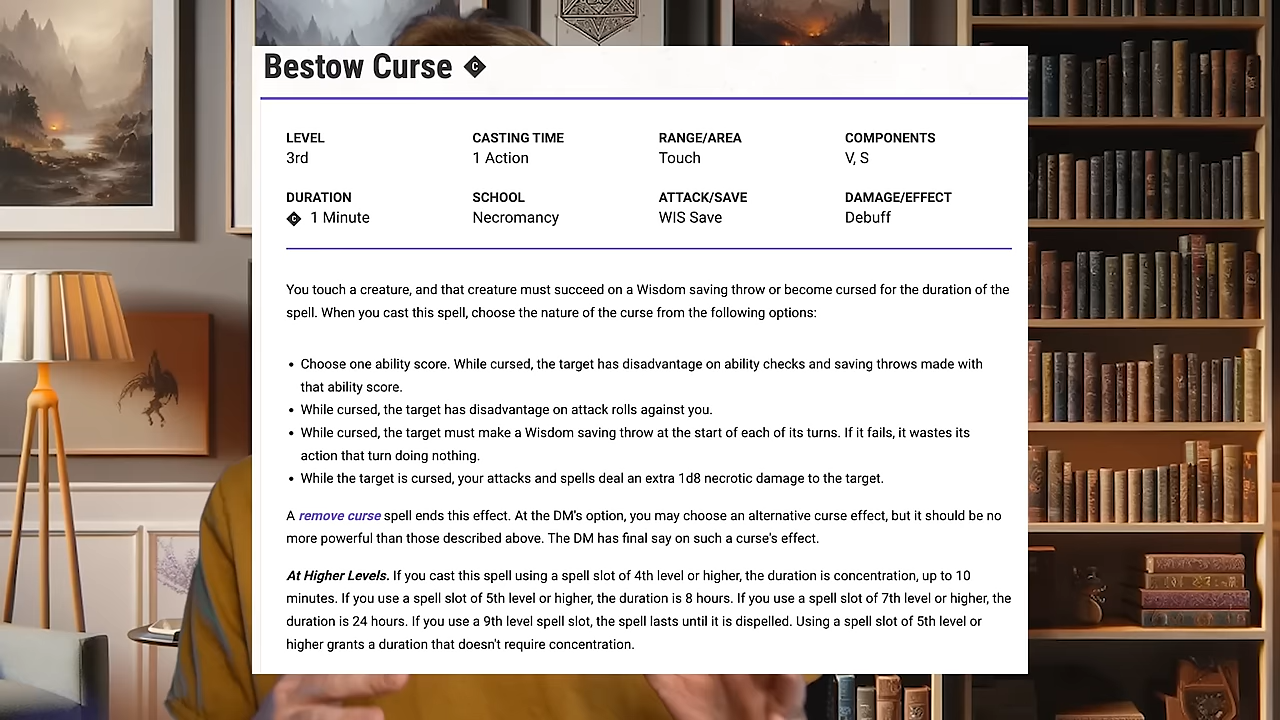 Bestow Curse C
LEVEL CASTING TIME RANGE/AREA COMPONENTS
3rd 1 Action Touch V, S
DURATION SCHOOL ATTACK/SAVE DAMAGE/EFFECT
C 1 Minute Necromancy WIS Save Debuff
You touch a creature, and that creature must succeed on a Wisdom saving throw or become cursed for the duration of the
spell. When you cast this spell, choose the nature of the curse from the following options:
• Choose one ability score. While cursed, the target has disadvantage on ability checks and saving throws made with
that ability score.
• While cursed, the target has disadvantage on attack rolls against you.
• While cursed, the target must make a Wisdom saving throw at the start of each of its turns. If it fails, it wastes its
action that turn doing nothing.
• While the target is cursed, your attacks and spells deal an extra 1d8 necrotic damage to the target.
A remove curse spell ends this effect. At the DM's option, you may choose an alternative curse effect, but it should be no
more powerful than those described above. The DM has final say on such a curse's effect.
At Higher Levels. If you cast this spell using a spell slot of 4th level or higher, the duration is concentration, up to 10
minutes. If you use a spell slot of 5th level or higher, the duration is 8 hours. If you use a spell slot of 7th level or higher, the
duration is 24 hours. If you use a 9th level spell slot, the spell lasts until it is dispelled. Using a spell slot of 5th level or
higher grants a duration that doesn't require concentration.